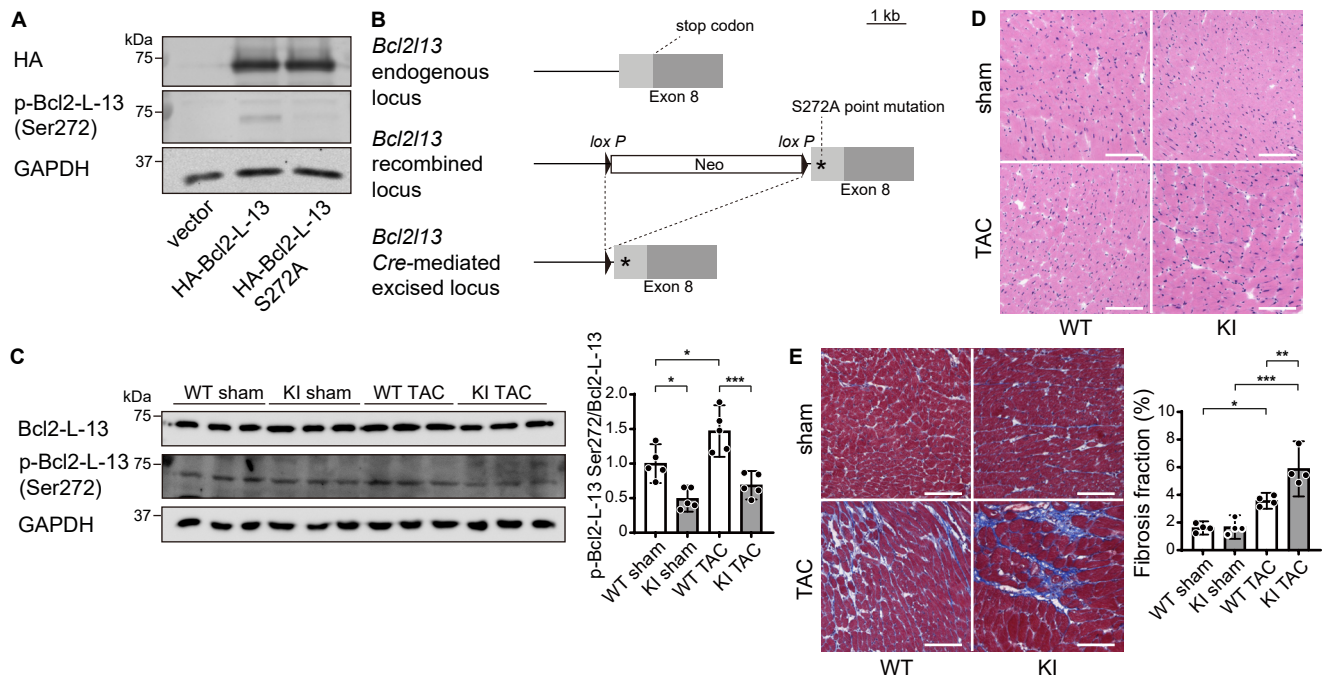 A
kDa
HA
75
p-Bcl2-L-13
(Ser272)
75
GAPDH
37
vector
HA-Bcl2-L-13
HA-Bcl2-L-13
S272A
B
1 kb
Bcl2l13
endogenous
locus
stop codon
Exon 8
Bcl2l13
recombined
locus
lox P
Neo
lox P
S272A point mutation
*
Exon 8
Bcl2l13
Cre-mediated
excised locus
*
Exon 8
C
kDa
WT sham
KI sham
WT TAC
KI TAC
Bcl2-L-13
75
p-Bcl2-L-13
(Ser272)
75
GAPDH
37
p-Bcl2-L-13 Ser272/Bcl2-L-13
2.0
1.5
1.0
0.5
0
*
*
***
WT sham
KI sham
WT TAC
KI TAC
D
sham
TAC
WT
KI
E
sham
TAC
WT
KI
Fibrosis fraction (%)
10
8
6
4
2
0
**
***
*
WT sham
KI sham
WT TAC
KI TAC